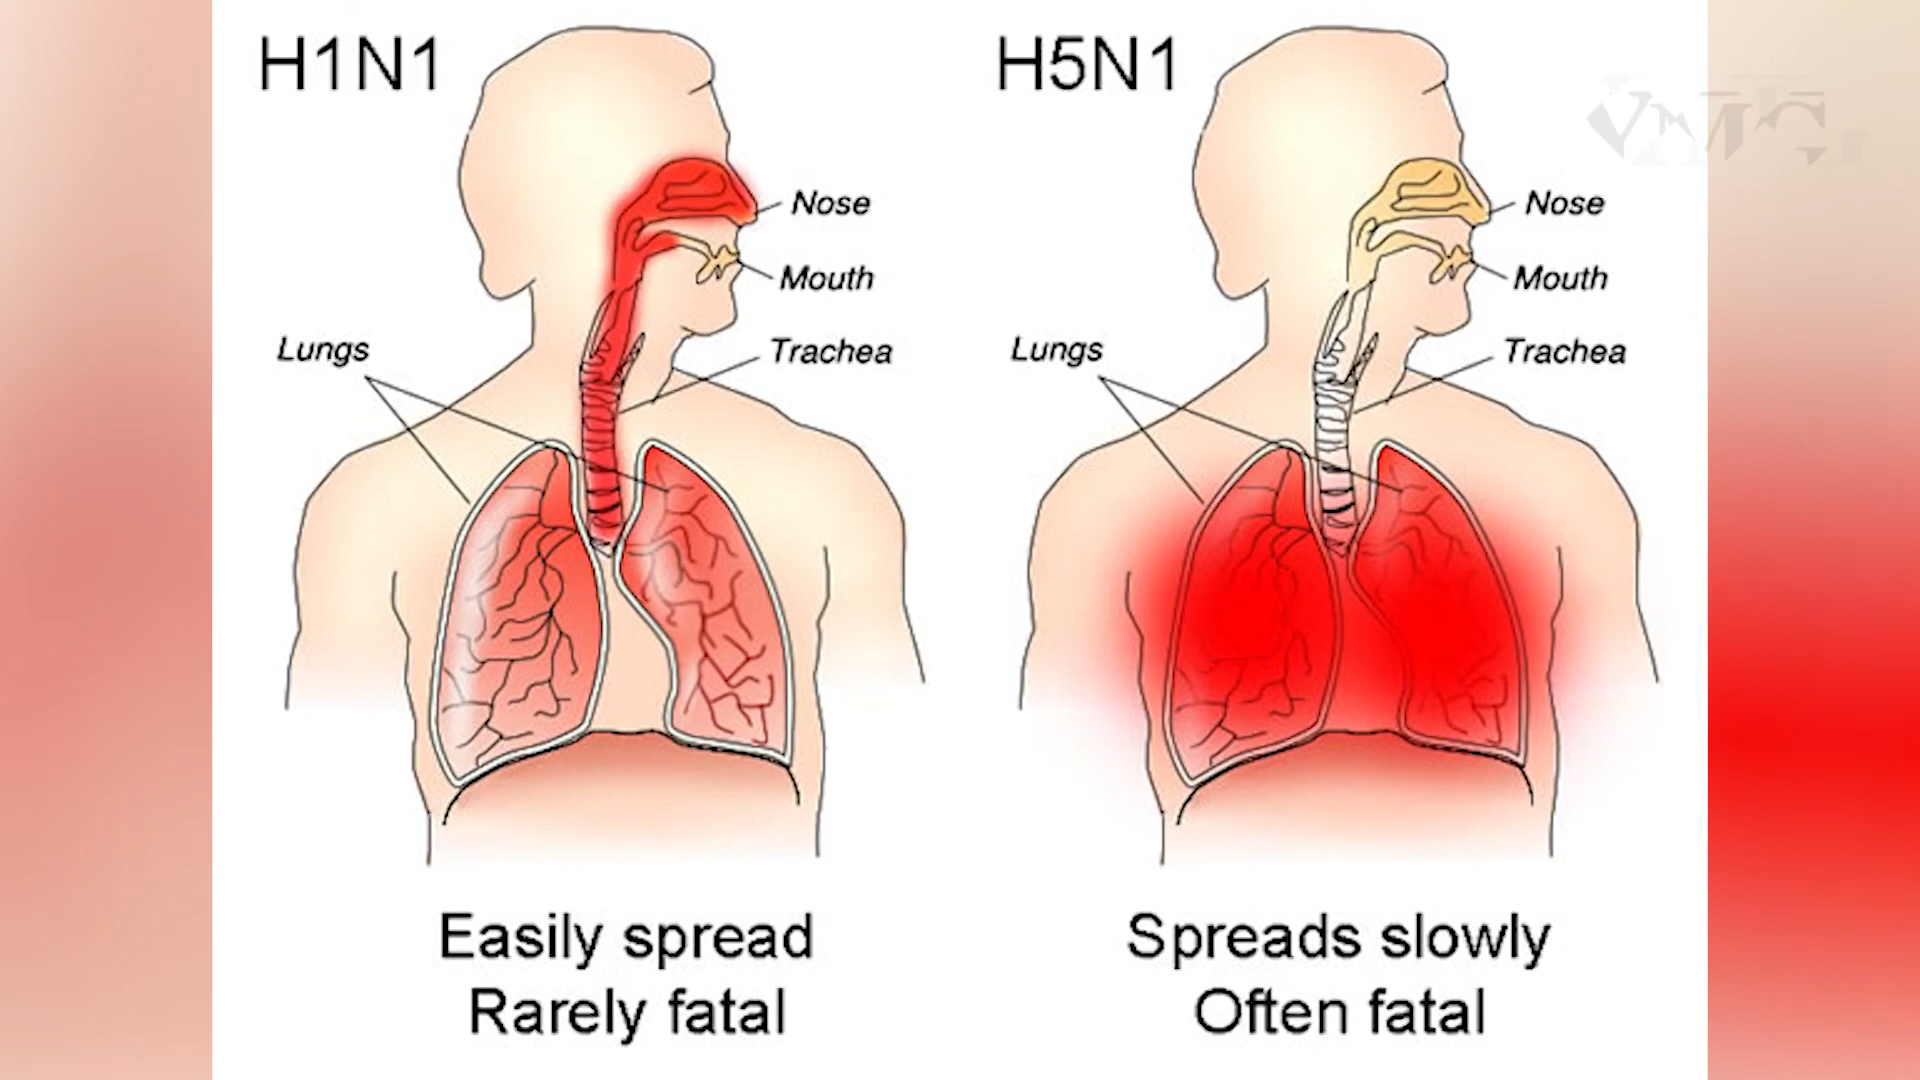 H1N1
Nose
Mouth
Trachea
Lungs
Easily spread
Rarely fatal
H5N1
Nose
Mouth
Trachea
Lungs
Spreads slowly
Often fatal